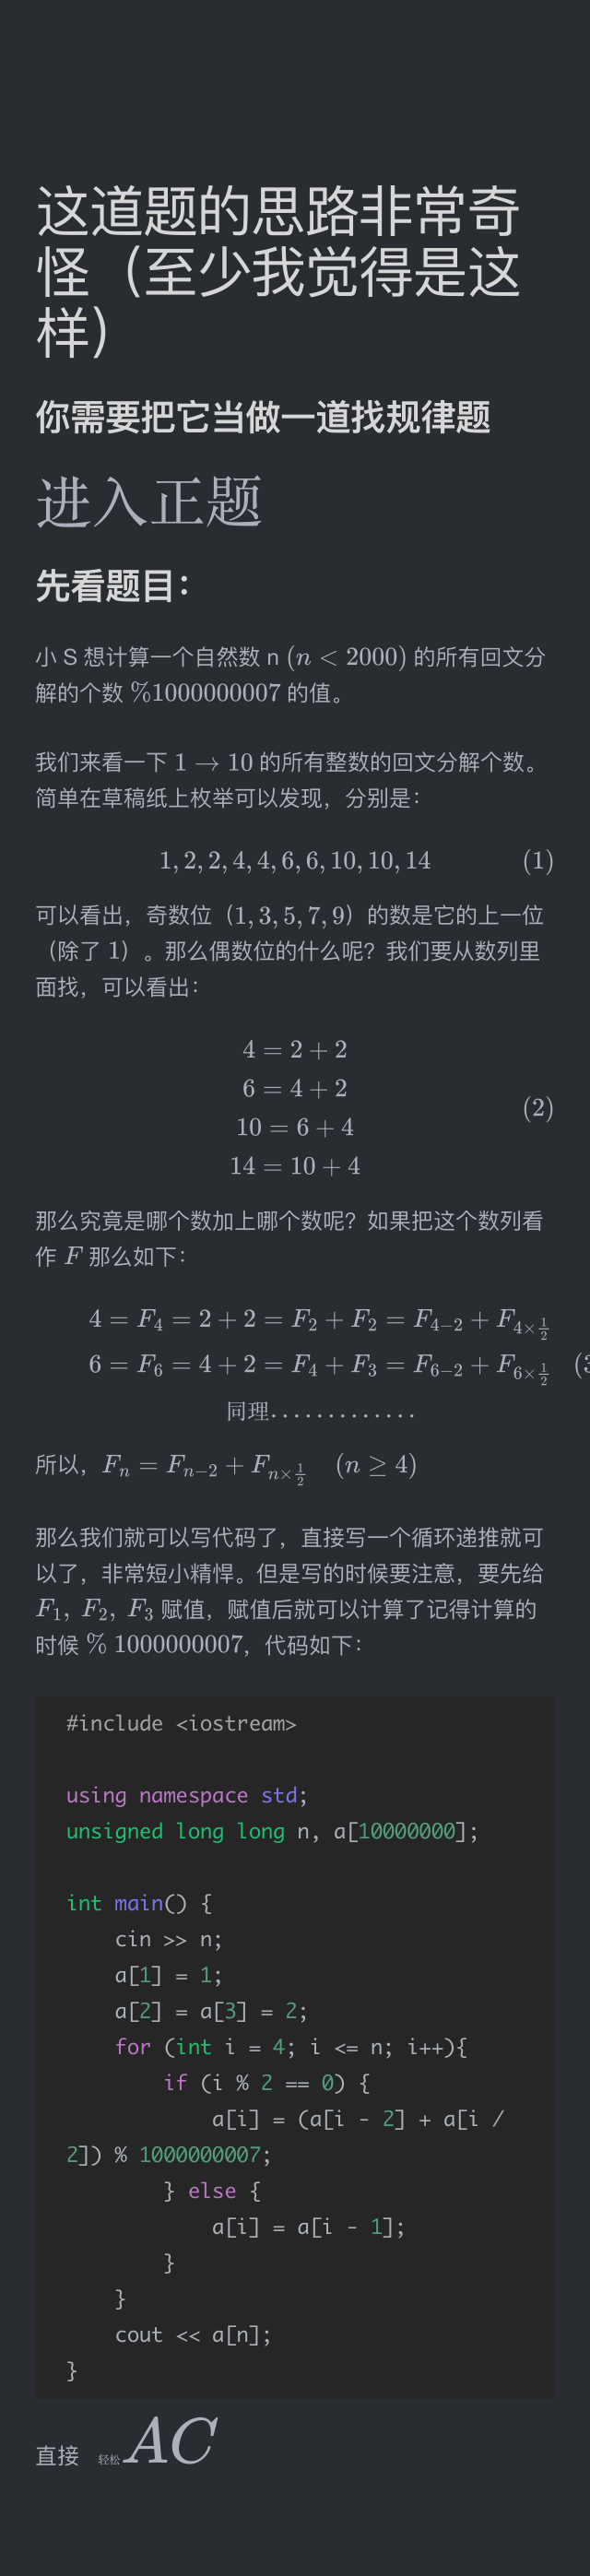 这道题的思路非常奇
怪（至少我觉得是这
样）
你需要把它当做一道找规律题
进入正题
先看题目：
小 S 想计算一个自然数 n (n < 2000) 的所有回文分
解的个数 %1000000007 的值。
我们来看一下 1 → 10 的所有整数的回文分解个数。
简单在草稿纸上枚举可以发现，分别是：
1, 2, 2, 4, 4, 6, 6, 10, 10, 14 (1)
可以看出，奇数位（1, 3, 5, 7, 9）的数是它的上一位
（除了 1）。那么偶数位的什么呢？我们要从数列里
面找，可以看出：
4 = 2 + 2
6 = 4 + 2
10 = 6 + 4
14 = 10 + 4
(2)
那么究竟是哪个数加上哪个数呢？如果把这个数列看
作 F 那么如下：
4 = F_4 = 2 + 2 = F_2 + F_2 = F_{4−2} + F_{4×\frac{1}{2}}
6 = F_6 = 4 + 2 = F_4 + F_3 = F_{6−2} + F_{6×\frac{1}{2}} (3
同理.............
所以，F_n = F_{n−2} + F_{n×\frac{1}{2}} (n ≥ 4)
那么我们就可以写代码了，直接写一个循环递推就可
以了，非常短小精悍。但是写的时候要注意，要先给
F_1, F_2, F_3 赋值，赋值后就可以计算了记得计算的
时候 % 1000000007，代码如下：
#include <iostream>
using namespace std;
unsigned long long n, a[10000000];
int main() {
    cin >> n;
    a[1] = 1;
    a[2] = a[3] = 2;
    for (int i = 4; i <= n; i++){
        if (i % 2 == 0) {
            a[i] = (a[i - 2] + a[i /
2]) % 1000000007;
        } else {
            a[i] = a[i - 1];
        }
    }
    cout << a[n];
}
直接 轻松AC